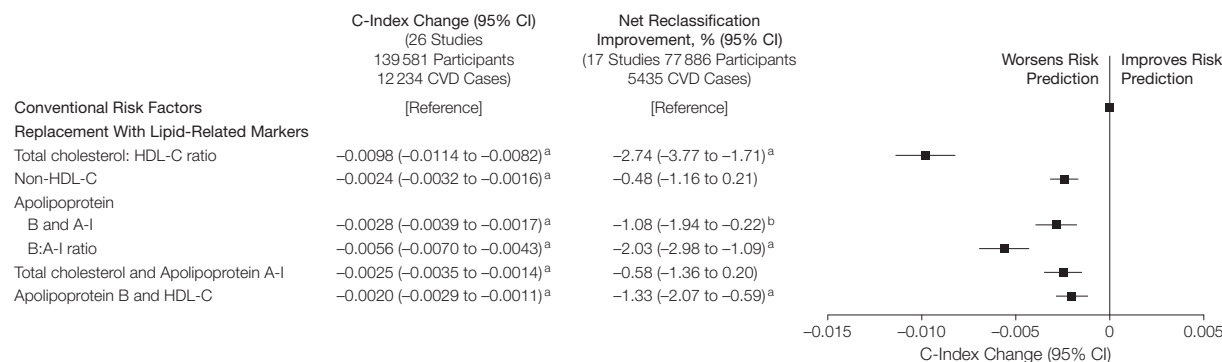 C-Index Change (95% CI)
(26 Studies
139 581 Participants
12 234 CVD Cases)
Net Reclassification
Improvement, % (95% CI)
(17 Studies 77 886 Participants
5435 CVD Cases)
Worsens Risk
Prediction
Improves Risk
Prediction
Conventional Risk Factors [Reference] [Reference]
Replacement With Lipid-Related Markers
Total cholesterol: HDL-C ratio –0.0098 (–0.0114 to –0.0082)a –2.74 (–3.77 to –1.71)a
Non-HDL-C –0.0024 (–0.0032 to –0.0016)a –0.48 (–1.16 to 0.21)
Apolipoprotein
B and A-I –0.0028 (–0.0039 to –0.0017)a –1.08 (–1.94 to –0.22)b
B:A-I ratio –0.0056 (–0.0070 to –0.0043)a –2.03 (–2.98 to –1.09)a
Total cholesterol and Apolipoprotein A-I –0.0025 (–0.0035 to –0.0014)a –0.58 (–1.36 to 0.20)
Apolipoprotein B and HDL-C –0.0020 (–0.0029 to –0.0011)a –1.33 (–2.07 to –0.59)a
–0.015 –0.010 –0.005 0 0.005
C-Index Change (95% CI)